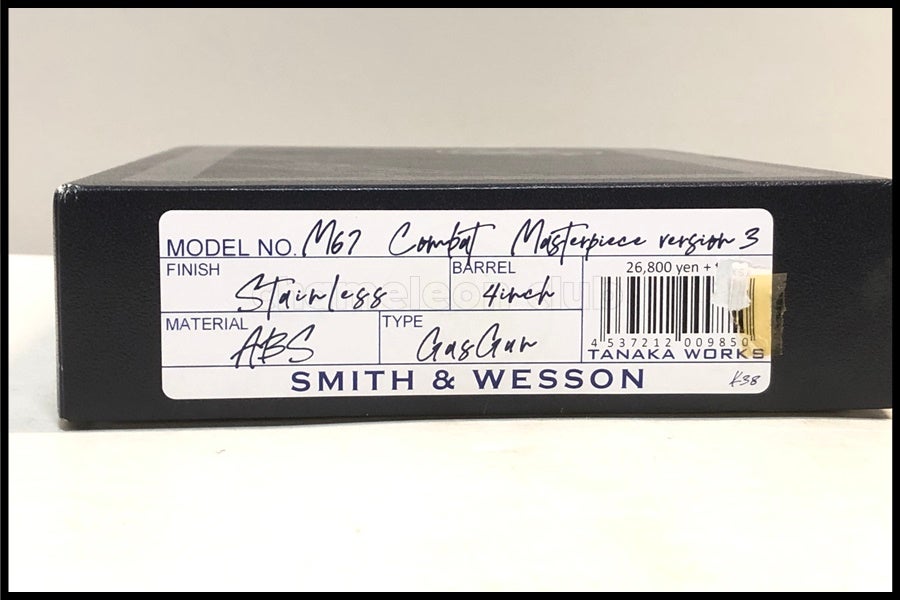 MODEL NO. M67 Combat Masterpiece version 3
FINISH
Stainless
BARREL
4inch
26,800 yen +
MATERIAL
ABS
TYPE
GasGun
4 537212 009850
TANAKA WORKS
SMITH & WESSON
K38